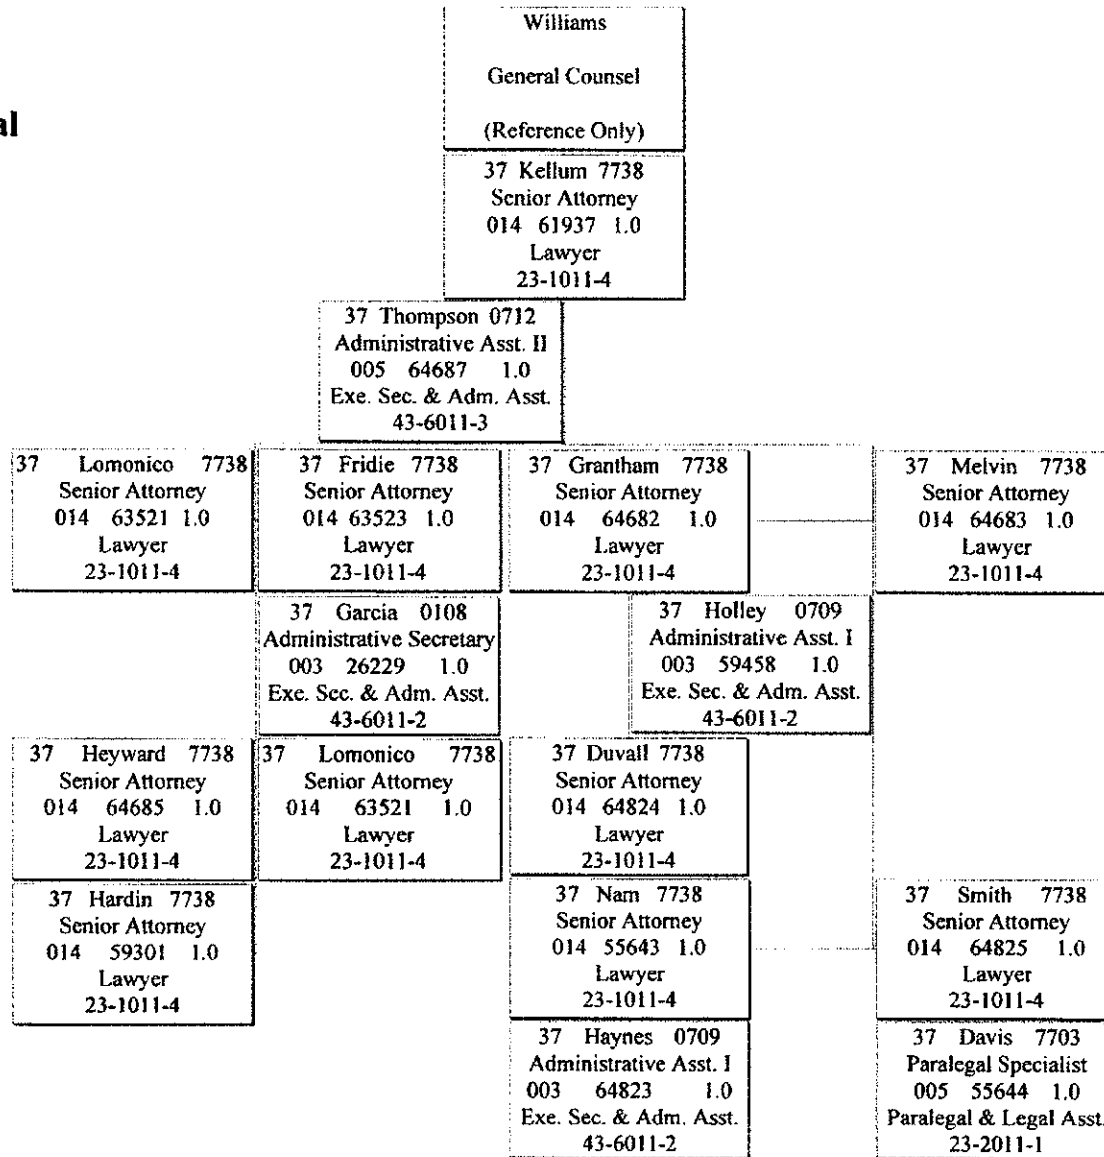 Williams
General Counsel
(Reference Only)
al
37 Kellum 7738
Senior Attorney
014 61937 1.0
Lawyer
23-1011-4
37 Thompson 0712
Administrative Asst. II
005 64687 1.0
Exe. Sec. & Adm. Asst.
43-6011-3
37 Lomonico 7738
Senior Attorney
014 63521 1.0
Lawyer
23-1011-4
37 Fridie 7738
Senior Attorney
014 63523 1.0
Lawyer
23-1011-4
37 Grantham 7738
Senior Attorney
014 64682 1.0
Lawyer
23-1011-4
37 Melvin 7738
Senior Attorney
014 64683 1.0
Lawyer
23-1011-4
37 Garcia 0108
Administrative Secretary
003 26229 1.0
Exe. Sec. & Adm. Asst.
43-6011-2
37 Holley 0709
Administrative Asst. I
003 59458 1.0
Exe. Sec. & Adm. Asst.
43-6011-2
37 Heyward 7738
Senior Attorney
014 64685 1.0
Lawyer
23-1011-4
37 Lomonico 7738
Senior Attorney
014 63521 1.0
Lawyer
23-1011-4
37 Duvall 7738
Senior Attorney
014 64824 1.0
Lawyer
23-1011-4
37 Hardin 7738
Senior Attorney
014 59301 1.0
Lawyer
23-1011-4
37 Nam 7738
Senior Attorney
014 55643 1.0
Lawyer
23-1011-4
37 Smith 7738
Senior Attorney
014 64825 1.0
Lawyer
23-1011-4
37 Haynes 0709
Administrative Asst. I
003 64823 1.0
Exe. Sec. & Adm. Asst.
43-6011-2
37 Davis 7703
Paralegal Specialist
005 55644 1.0
Paralegal & Legal Asst.
23-2011-1